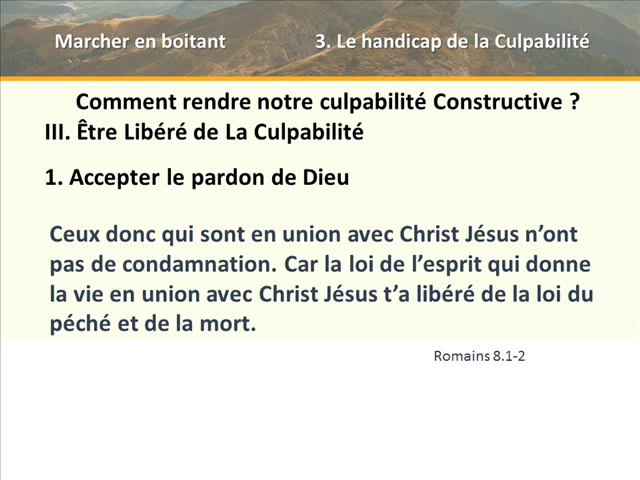 Marcher en boitant 3. Le handicap de la Culpabilité
Comment rendre notre culpabilité Constructive ?
III. Être Libéré de La Culpabilité
1. Accepter le pardon de Dieu
Ceux donc qui sont en union avec Christ Jésus n’ont
pas de condamnation. Car la loi de l’esprit qui donne
la vie en union avec Christ Jésus t’a libéré de la loi du
péché et de la mort.
Romains 8.1-2